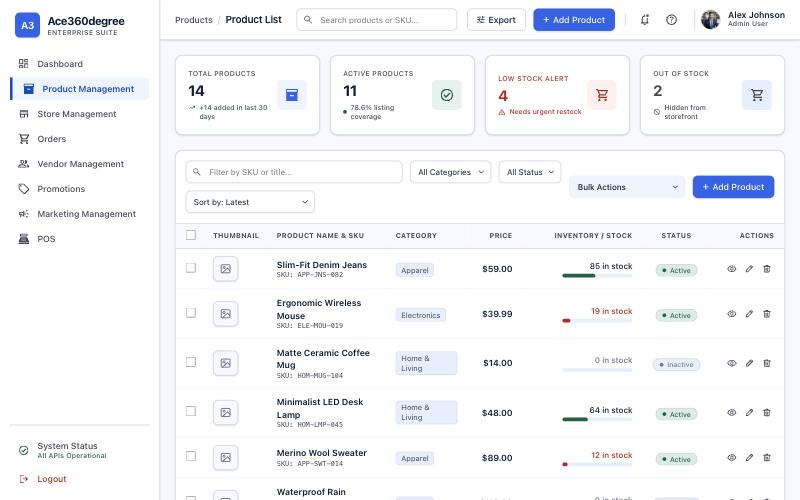 A3
Ace360degree
ENTERPRISE SUITE
Dashboard
Product Management
Store Management
Orders
Vendor Management
Promotions
Marketing Management
POS
System Status
All APIs Operational
Logout
Products / Product List
Search products or SKU...
Export
+ Add Product
Alex Johnson
Admin User
TOTAL PRODUCTS
14
+14 added in last 30
days
ACTIVE PRODUCTS
11
78.6% listing
coverage
LOW STOCK ALERT
4
Needs urgent restock
OUT OF STOCK
2
Hidden from
storefront
Filter by SKU or title...
All Categories
All Status
Sort by: Latest
Bulk Actions
+ Add Product
THUMBNAIL PRODUCT NAME & SKU CATEGORY PRICE INVENTORY / STOCK STATUS ACTIONS
Slim-Fit Denim Jeans
SKU: APP-JNS-082
Apparel
$59.00
85 in stock
Active
Ergonomic Wireless
Mouse
SKU: ELE-MOU-019
Electronics
$39.99
19 in stock
Active
Matte Ceramic Coffee
Mug
SKU: HOM-MUG-104
Home &
Living
$14.00
0 in stock
Inactive
Minimalist LED Desk
Lamp
SKU: HOM-LMP-045
Home &
Living
$48.00
64 in stock
Active
Merino Wool Sweater
SKU: APP-SWT-014
Apparel
$89.00
12 in stock
Active
Waterproof Rain
0 in stock